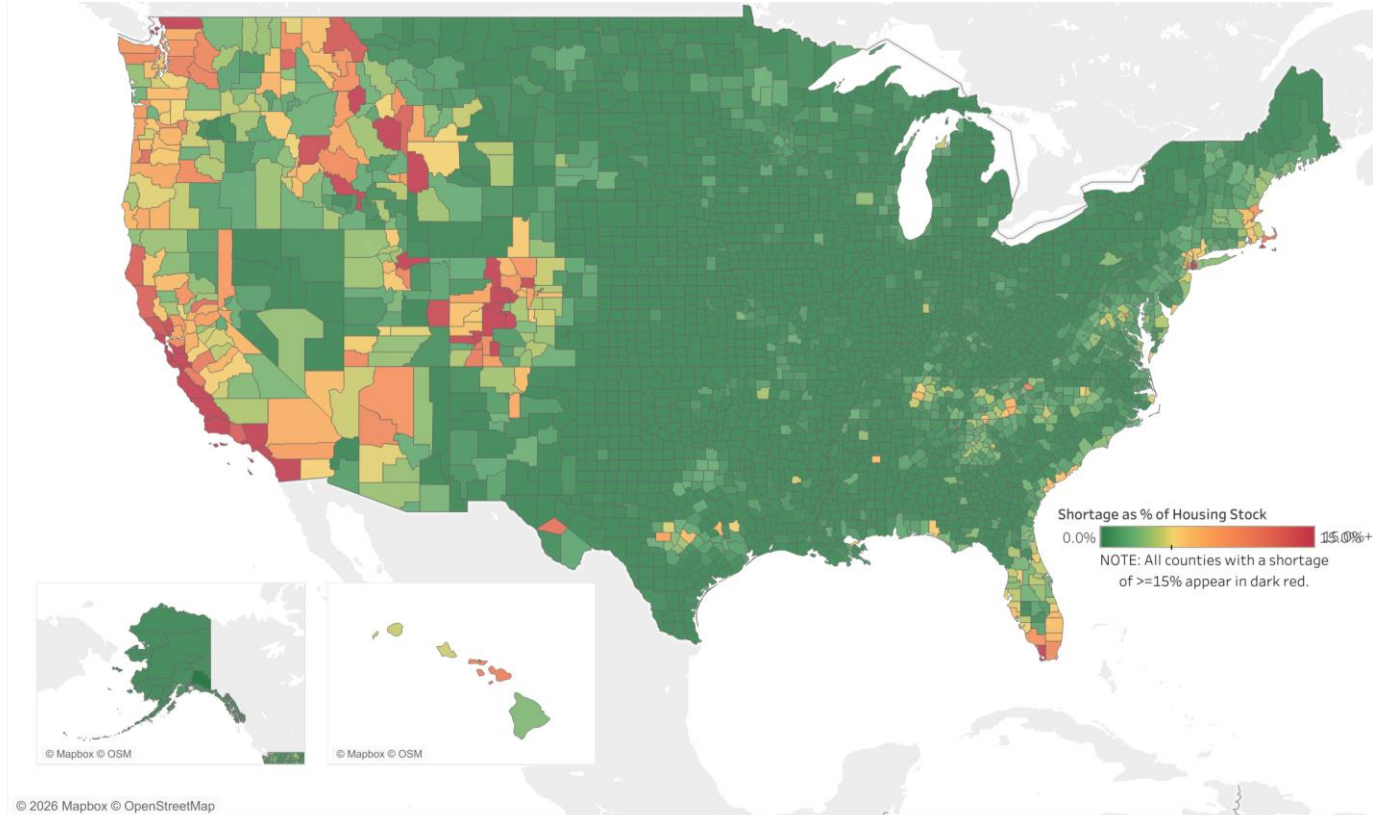 Shortage as % of Housing Stock
0.0%
15.0%+
NOTE: All counties with a shortage
of >=15% appear in dark red.
© Mapbox © OSM
© Mapbox © OSM
© 2026 Mapbox © OpenStreetMap